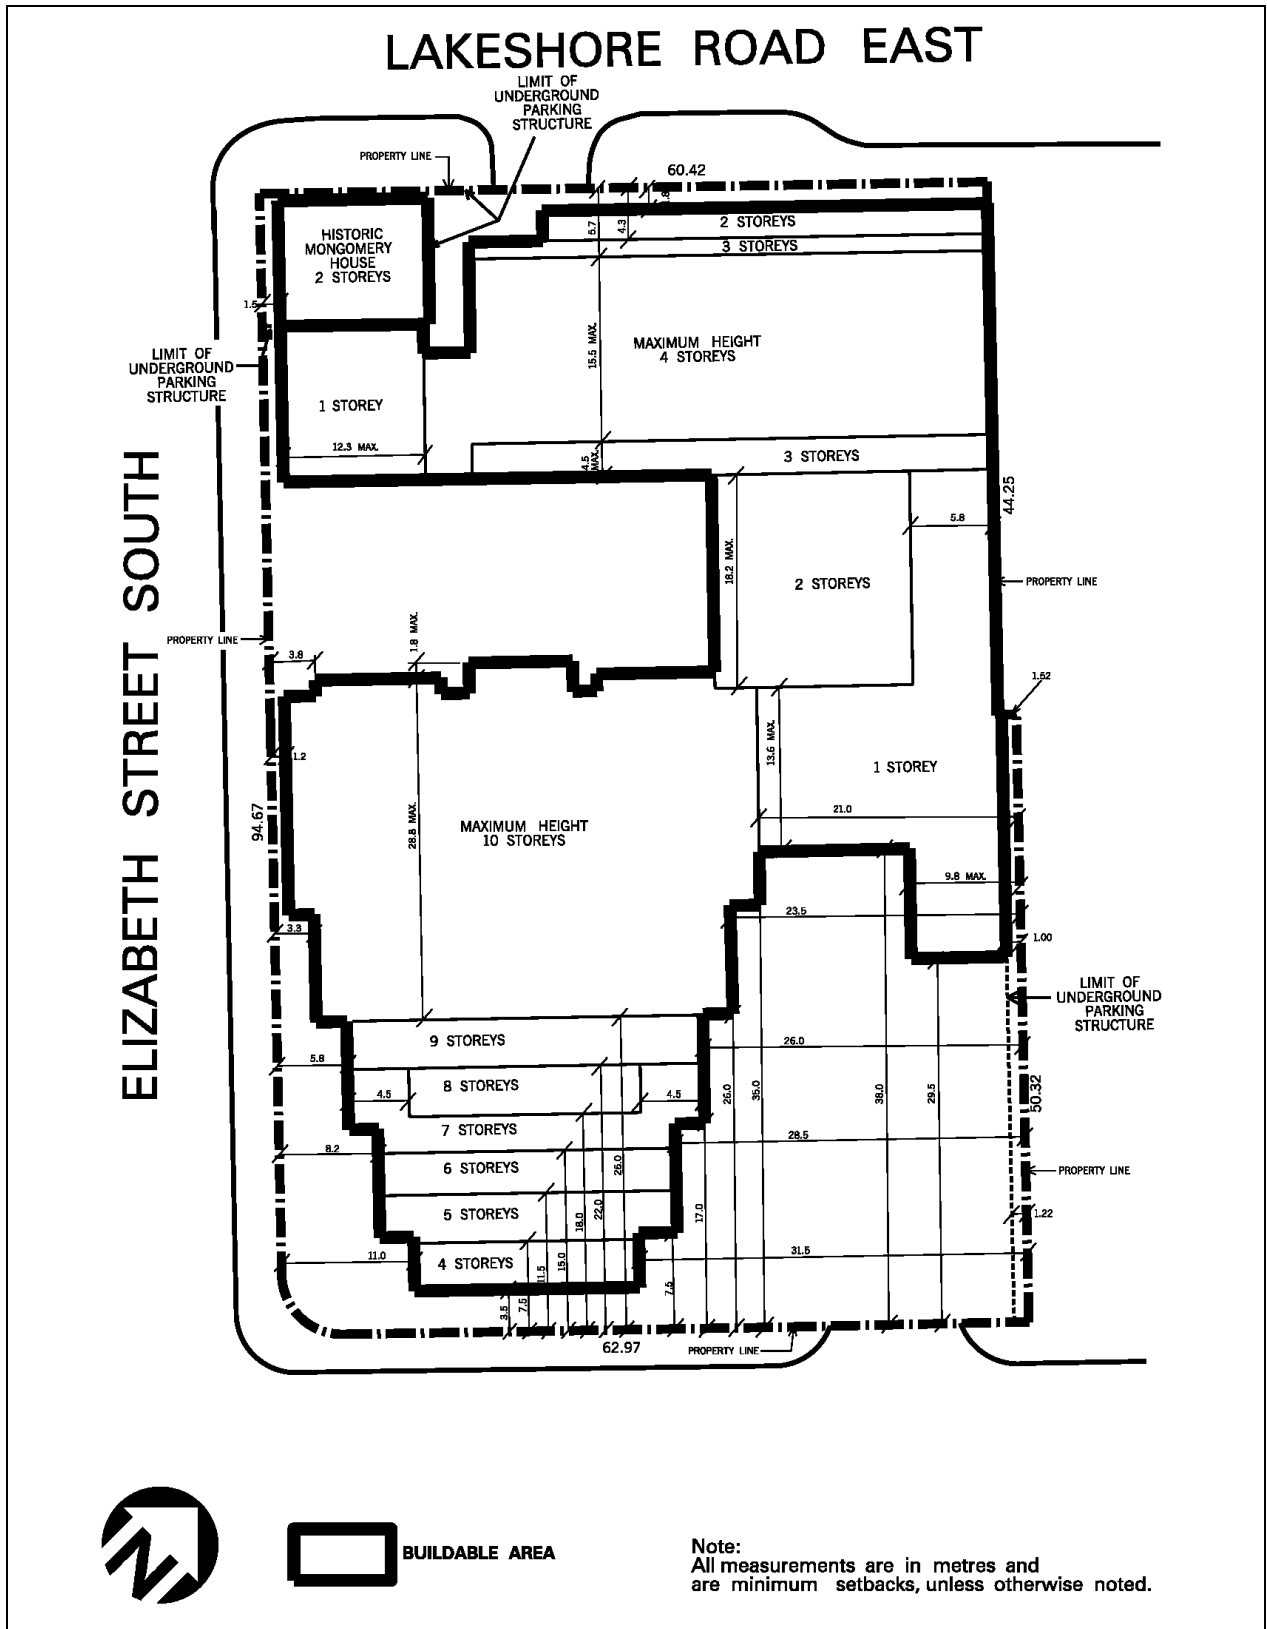 LAKESHORE ROAD EAST
LIMIT OF
UNDERGROUND
PARKING
STRUCTURE
PROPERTY LINE
60.42
5.7
4.3
2 STOREYS
3 STOREYS
HISTORIC
MONGOMERY
HOUSE
2 STOREYS
1.5
15.5 MAX.
MAXIMUM HEIGHT
4 STOREYS
LIMIT OF
UNDERGROUND
PARKING
STRUCTURE
1 STOREY
12.3 MAX.
4.5
MAX.
3 STOREYS
44.25
5.8
18.2 MAX.
2 STOREYS
PROPERTY LINE
ELIZABETH STREET SOUTH
PROPERTY LINE
3.8
1.8 MAX.
1.52
1.2
13.6 MAX.
1 STOREY
21.0
94.67
28.8 MAX.
MAXIMUM HEIGHT
10 STOREYS
9.8 MAX.
23.5
3.3
1.00
LIMIT OF
UNDERGROUND
PARKING
STRUCTURE
9 STOREYS
26.0
5.8
8 STOREYS
4.5
4.5
26.0
35.0
38.0
29.5
50.32
7 STOREYS
28.5
8.2
6 STOREYS
26.0
PROPERTY LINE
5 STOREYS
18.0
22.0
17.0
1.22
11.0
4 STOREYS
11.5
15.0
31.5
3.5
7.5
7.5
62.97
PROPERTY LINE
N
BUILDABLE AREA
Note:
All measurements are in metres and
are minimum setbacks, unless otherwise noted.